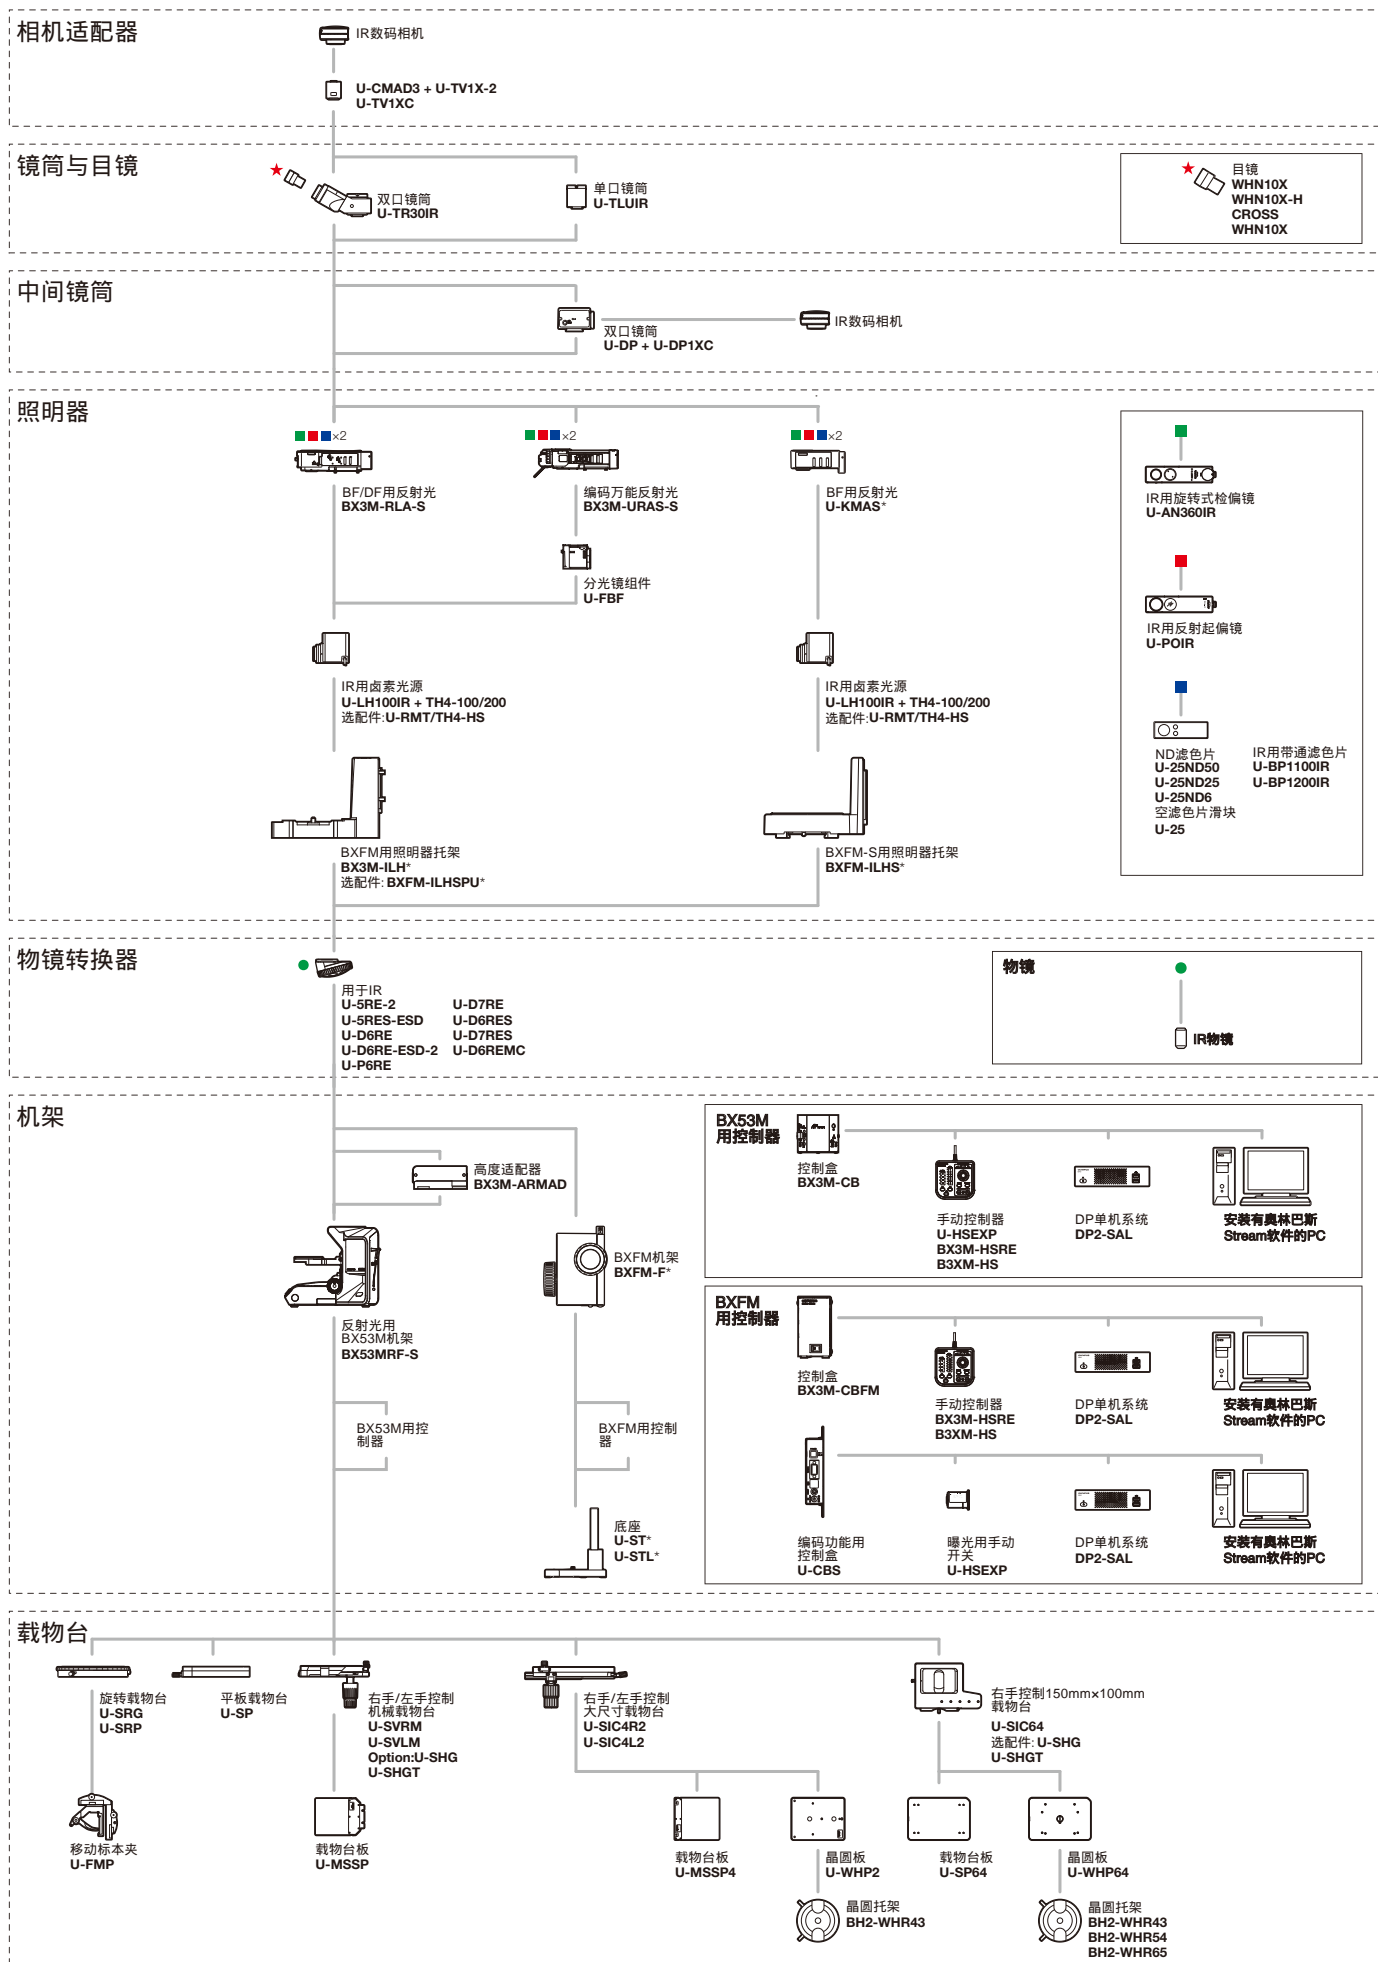 相机适配器
IR数码相机
U-CMAD3 + U-TV1X-2
U-TV1XC
镜筒与目镜
双口镜筒
U-TR30IR
单口镜筒
U-TLUIR
目镜
WHN10X
WHN10X-H
CROSS
WHN10X
中间镜筒
双口镜筒
U-DP + U-DP1XC
IR数码相机
照明器
×2
BF/DF用反射光
BX3M-RLA-S
×2
编码万能反射光
BX3M-URAS-S
×2
BF用反射光
U-KMAS*
分光镜组件
U-FBF
IR用卤素光源
U-LH100IR + TH4-100/200
选配件:U-RMT/TH4-HS
IR用卤素光源
U-LH100IR + TH4-100/200
选配件:U-RMT/TH4-HS
BXFM用照明器托架
BX3M-ILH*
选配件: BXFM-ILHSPU*
BXFM-S用照明器托架
BXFM-ILHS*
IR用旋转式检偏镜
U-AN360IR
IR用反射起偏镜
U-POIR
ND滤色片
U-25ND50
U-25ND25
U-25ND6
空滤色片滑块
U-25
IR用带通滤色片
U-BP1100IR
U-BP1200IR
物镜转换器
用于IR
U-5RE-2
U-5RES-ESD
U-D6RE
U-D6RE-ESD-2
U-P6RE
U-D7RE
U-D6RES
U-D7RES
U-D6REMC
物镜
IR物镜
机架
高度适配器
BX3M-ARMAD
反射光用
BX53M机架
BX53MRF-S
BXFM机架
BXFM-F*
BX53M用控
制器
BXFM用控制
器
底座
U-ST*
U-STL*
BX53M
用控制器
控制盒
BX3M-CB
手动控制器
U-HSEXP
BX3M-HSRE
B3XM-HS
DP单机系统
DP2-SAL
安装有奥林巴斯
Stream软件的PC
BXFM
用控制器
控制盒
BX3M-CBFM
手动控制器
BX3M-HSRE
B3XM-HS
DP单机系统
DP2-SAL
安装有奥林巴斯
Stream软件的PC
编码功能用
控制盒
U-CBS
曝光用手动
开关
U-HSEXP
DP单机系统
DP2-SAL
安装有奥林巴斯
Stream软件的PC
载物台
旋转载物台
U-SRG
U-SRP
平板载物台
U-SP
右手/左手控制
机械载物台
U-SVRM
U-SVLM
Option:U-SHG
U-SHGT
右手/左手控制
大尺寸载物台
U-SIC4R2
U-SIC4L2
右手控制150mm×100mm
载物台
U-SIC64
选配件: U-SHG
U-SHGT
移动标本夹
U-FMP
载物台板
U-MSSP
载物台板
U-MSSP4
晶圆板
U-WHP2
载物台板
U-SP64
晶圆板
U-WHP64
晶圆托架
BH2-WHR43
晶圆托架
BH2-WHR43
BH2-WHR54
BH2-WHR65